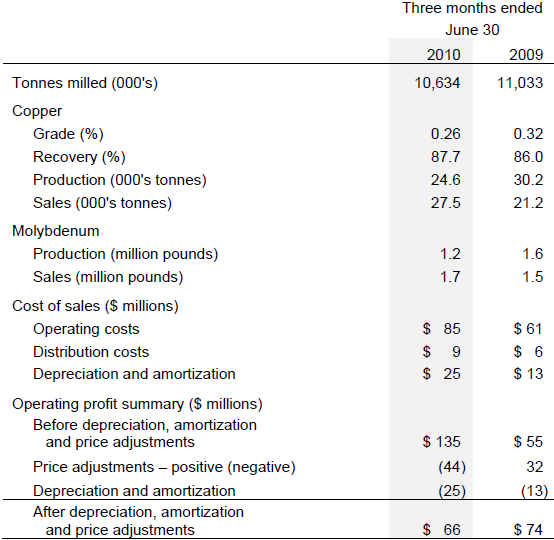 Three months ended
June 30
2010 2009
Tonnes milled (000's) 10,634 11,033
Copper
Grade (%) 0.26 0.32
Recovery (%) 87.7 86.0
Production (000's tonnes) 24.6 30.2
Sales (000's tonnes) 27.5 21.2
Molybdenum
Production (million pounds) 1.2 1.6
Sales (million pounds) 1.7 1.5
Cost of sales ($ millions)
Operating costs $ 85 $ 61
Distribution costs $ 9 $ 6
Depreciation and amortization $ 25 $ 13
Operating profit summary ($ millions)
Before depreciation, amortization
and price adjustments $ 135 $ 55
Price adjustments – positive (negative) (44) 32
Depreciation and amortization (25) (13)
After depreciation, amortization
and price adjustments $ 66 $ 74